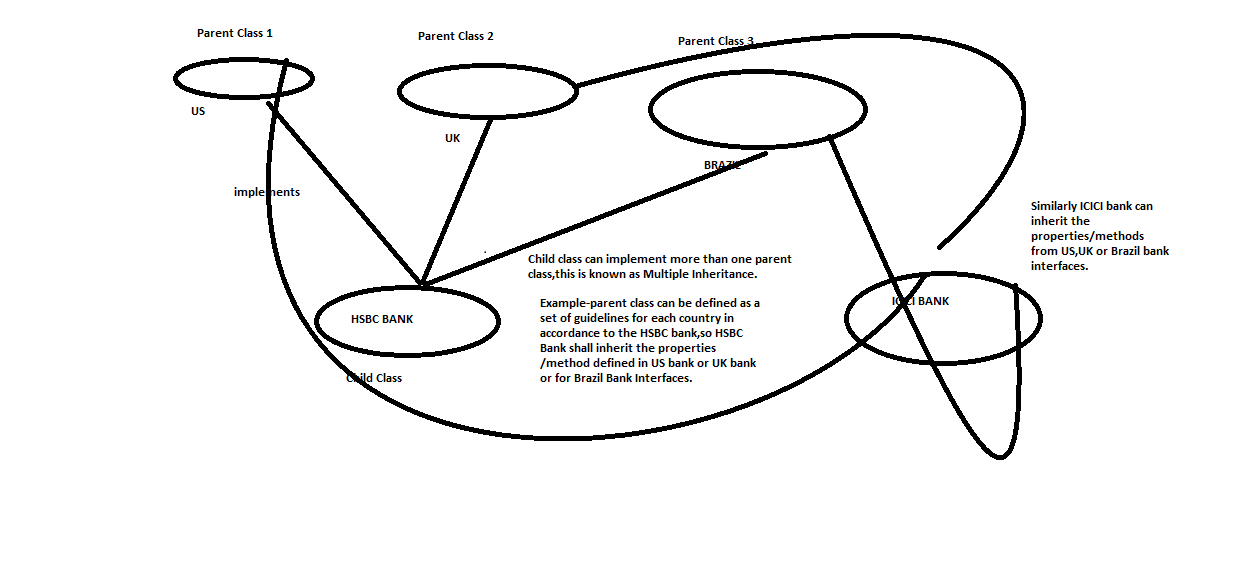 Parent Class 1
Parent Class 2
Parent Class 3
US
UK
BRAZIL
implements
Similarly ICICI bank can
inherit the
properties/methods
from US,UK or Brazil bank
interfaces.
Child class can implement more than one parent
class,this is known as Multiple Inheritance.
Example-parent class can be defined as a
set of guidelines for each country in
accordance to the HSBC bank,so HSBC
Bank shall inherit the properties
/method defined in US bank or UK bank
or for Brazil Bank Interfaces.
ICICI BANK
HSBC BANK
Child Class